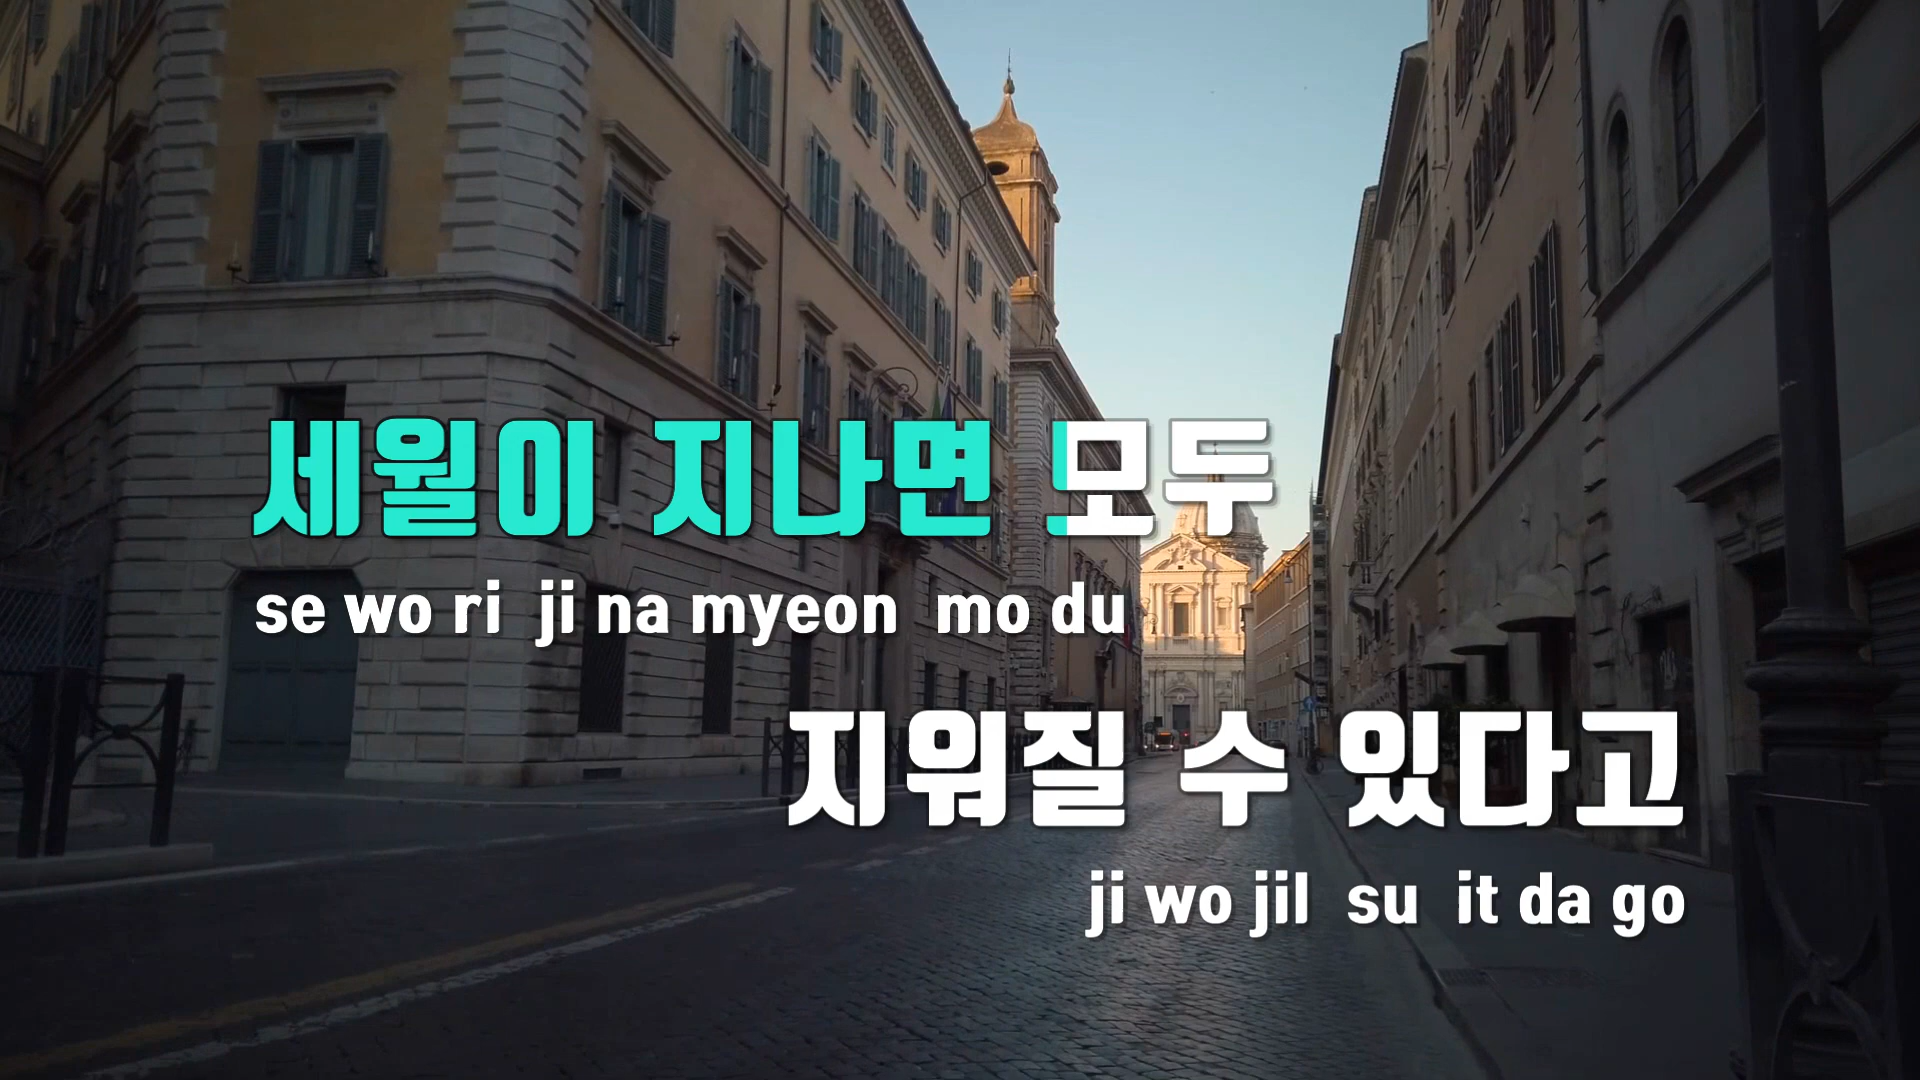 세월이 지나면 모두
se wo ri ji na myeon mo du
지워질 수 있다고
ji wo jil su it da go